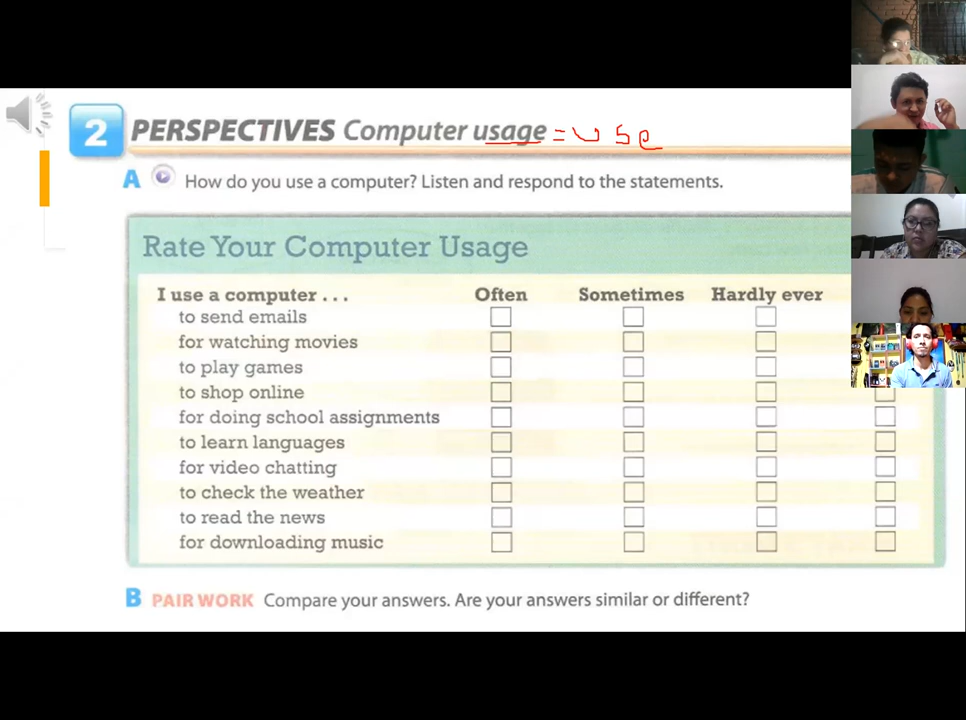 2 PERSPECTIVES Computer usage = use
A How do you use a computer? Listen and respond to the statements.
Rate Your Computer Usage
I use a computer . . . Often Sometimes Hardly ever
to send emails
for watching movies
to play games
to shop online
for doing school assignments
to learn languages
for video chatting
to check the weather
to read the news
for downloading music
B PAIR WORK Compare your answers. Are your answers similar or different?